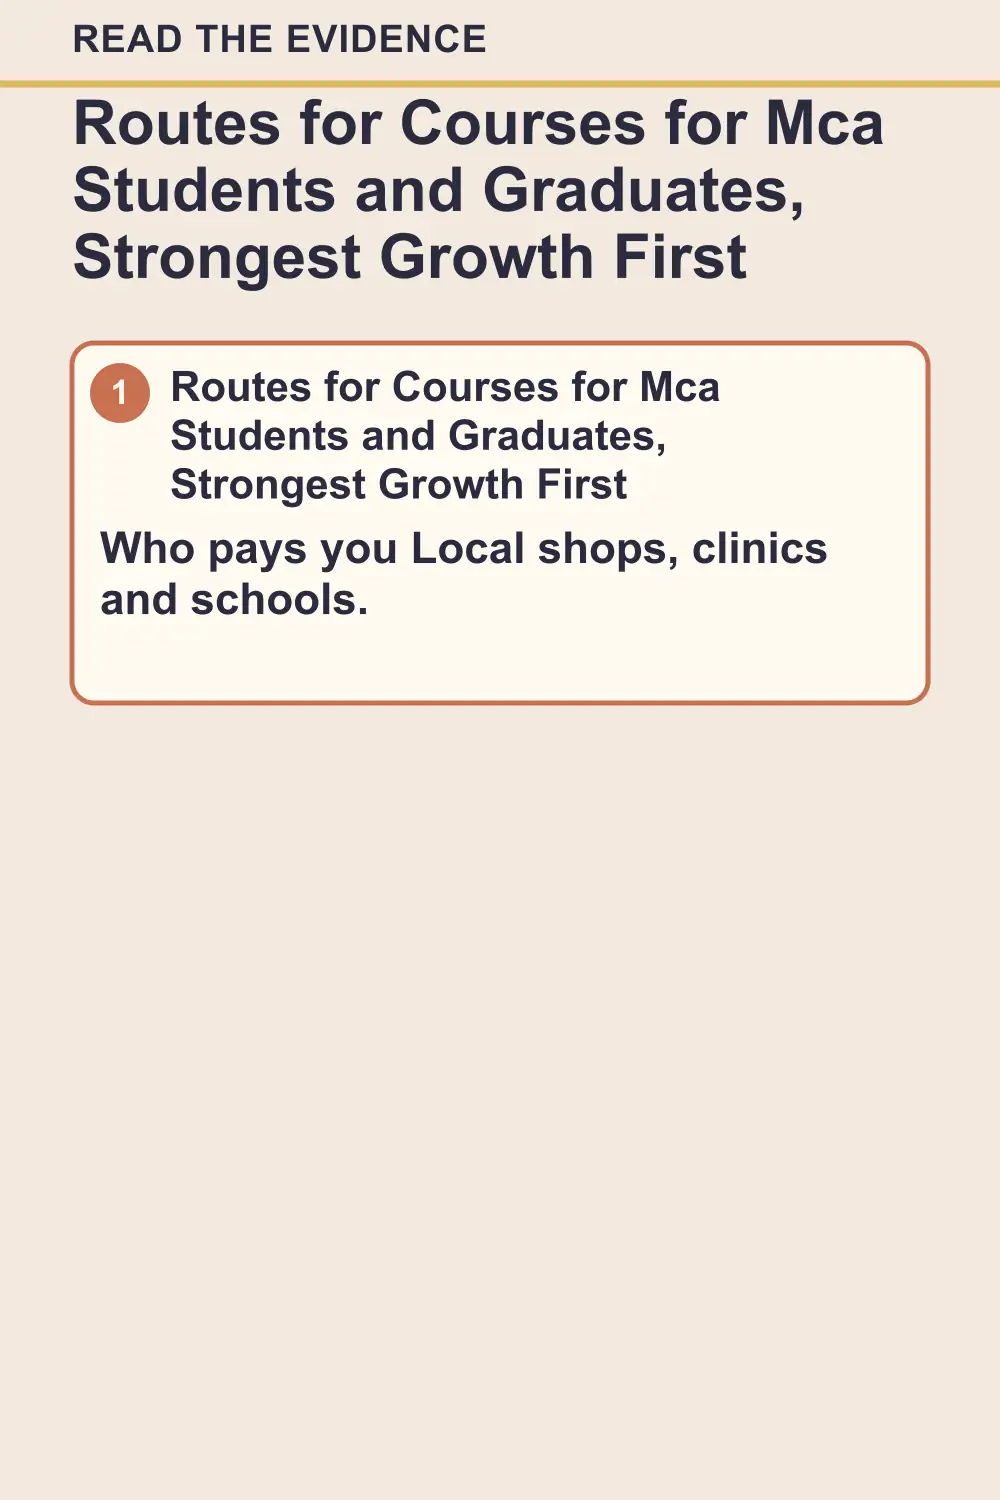 READ THE EVIDENCE
Routes for Courses for Mca
Students and Graduates,
Strongest Growth First
1
Routes for Courses for Mca
Students and Graduates,
Strongest Growth First
Who pays you Local shops, clinics
and schools.